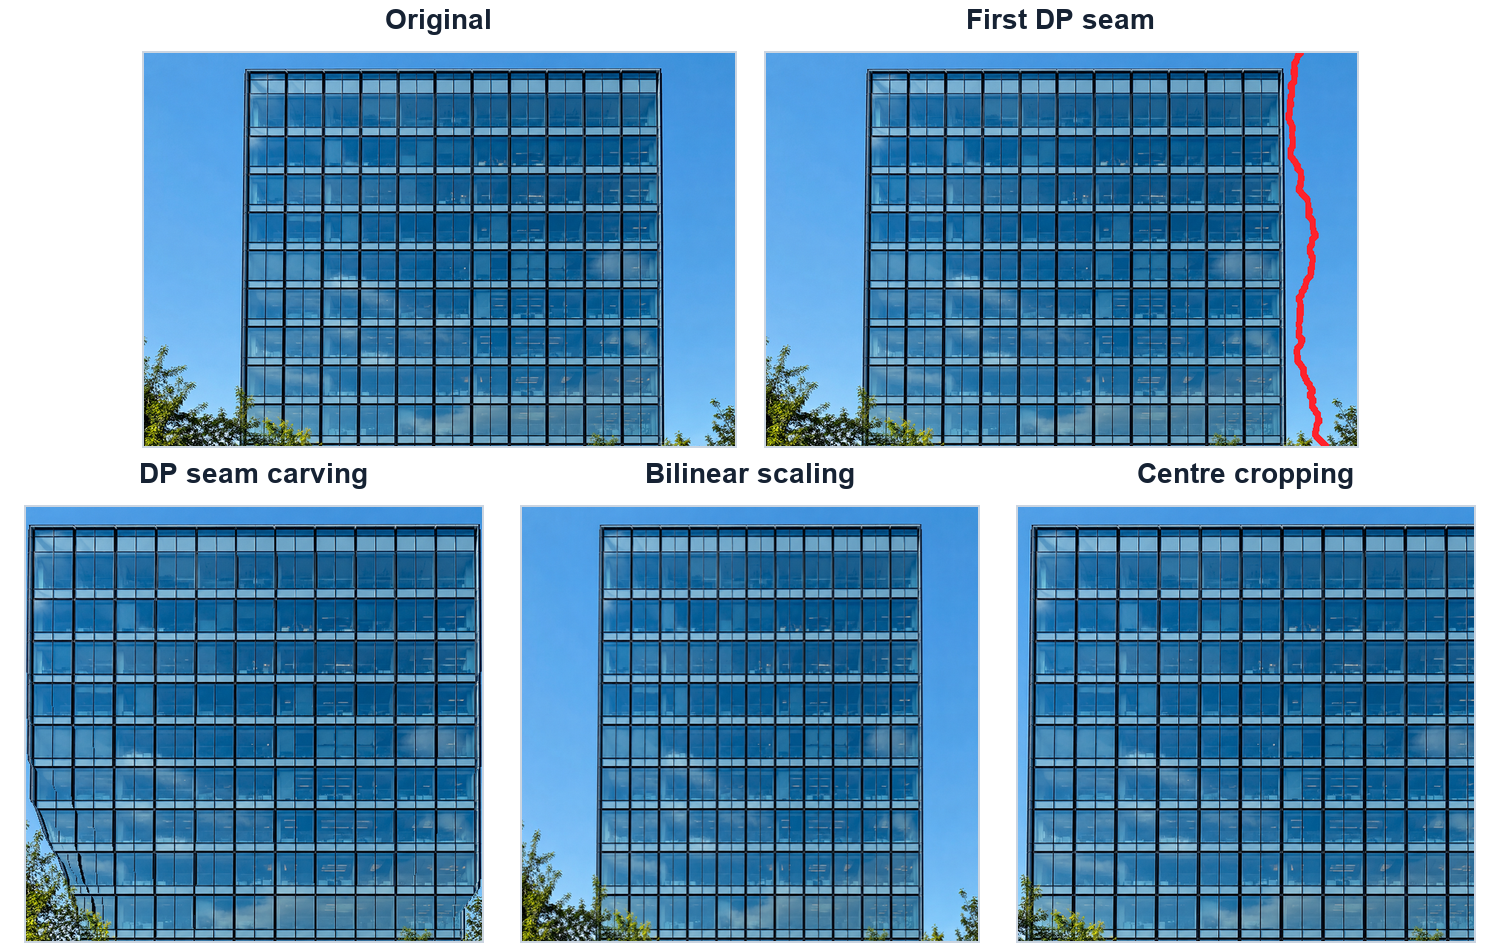 Original
First DP seam
DP seam carving
Bilinear scaling
Centre cropping